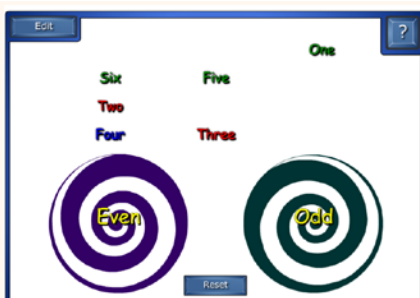 Edit
?
One
Six Five
Two
Four Three
Even Odd
Reset